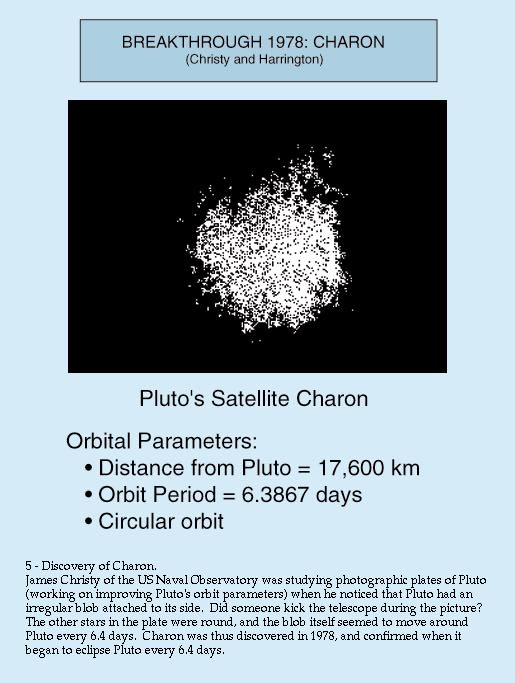 BREAKTHROUGH 1978: CHARON
(Christy and Harrington)
Pluto's Satellite Charon
Orbital Parameters:
• Distance from Pluto = 17,600 km
• Orbit Period = 6.3867 days
• Circular orbit
5 - Discovery of Charon.
James Christy of the US Naval Observatory was studying photographic plates of Pluto
(working on improving Pluto's orbit parameters) when he noticed that Pluto had an
irregular blob attached to its side.  Did someone kick the telescope during the picture?
The other stars in the plate were round, and the blob itself seemed to move around
Pluto every 6.4 days.  Charon was thus discovered in 1978, and confirmed when it
began to eclipse Pluto every 6.4 days.